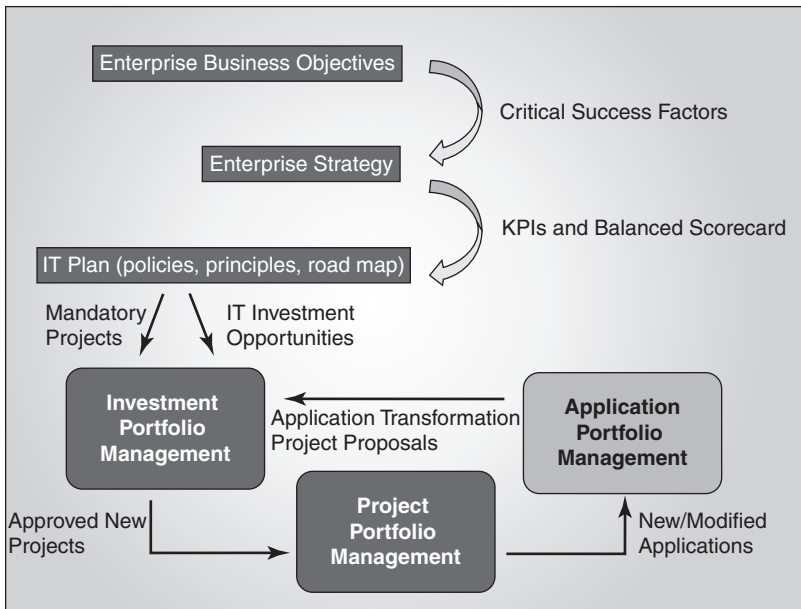 Enterprise Business Objectives
Critical Success Factors
Enterprise Strategy
KPIs and Balanced Scorecard
IT Plan (policies, principles, road map)
Mandatory
Projects
IT Investment
Opportunities
Investment
Portfolio
Management
Application Transformation
Project Proposals
Application
Portfolio
Management
Approved New
Projects
Project
Portfolio
Management
New/Modified
Applications